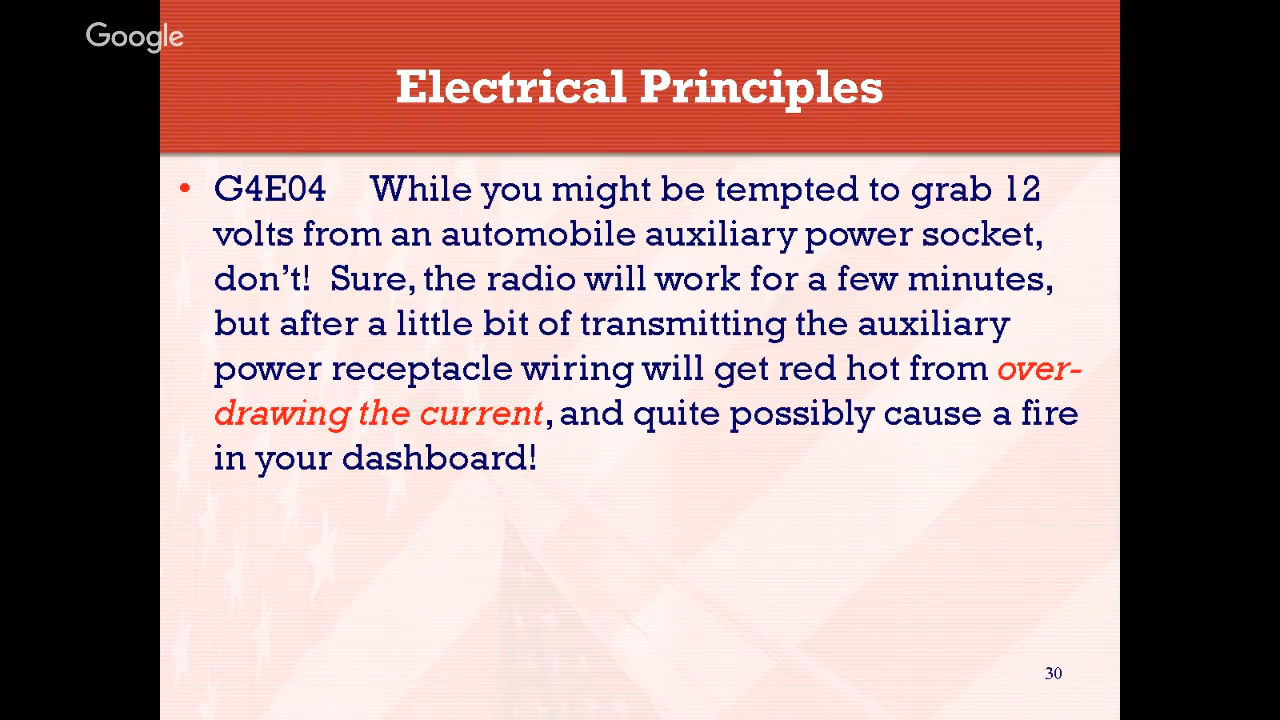 Google
Electrical Principles
• G4E04 While you might be tempted to grab 12
volts from an automobile auxiliary power socket,
don’t! Sure, the radio will work for a few minutes,
but after a little bit of transmitting the auxiliary
power receptacle wiring will get red hot from over-
drawing the current, and quite possibly cause a fire
in your dashboard!
30